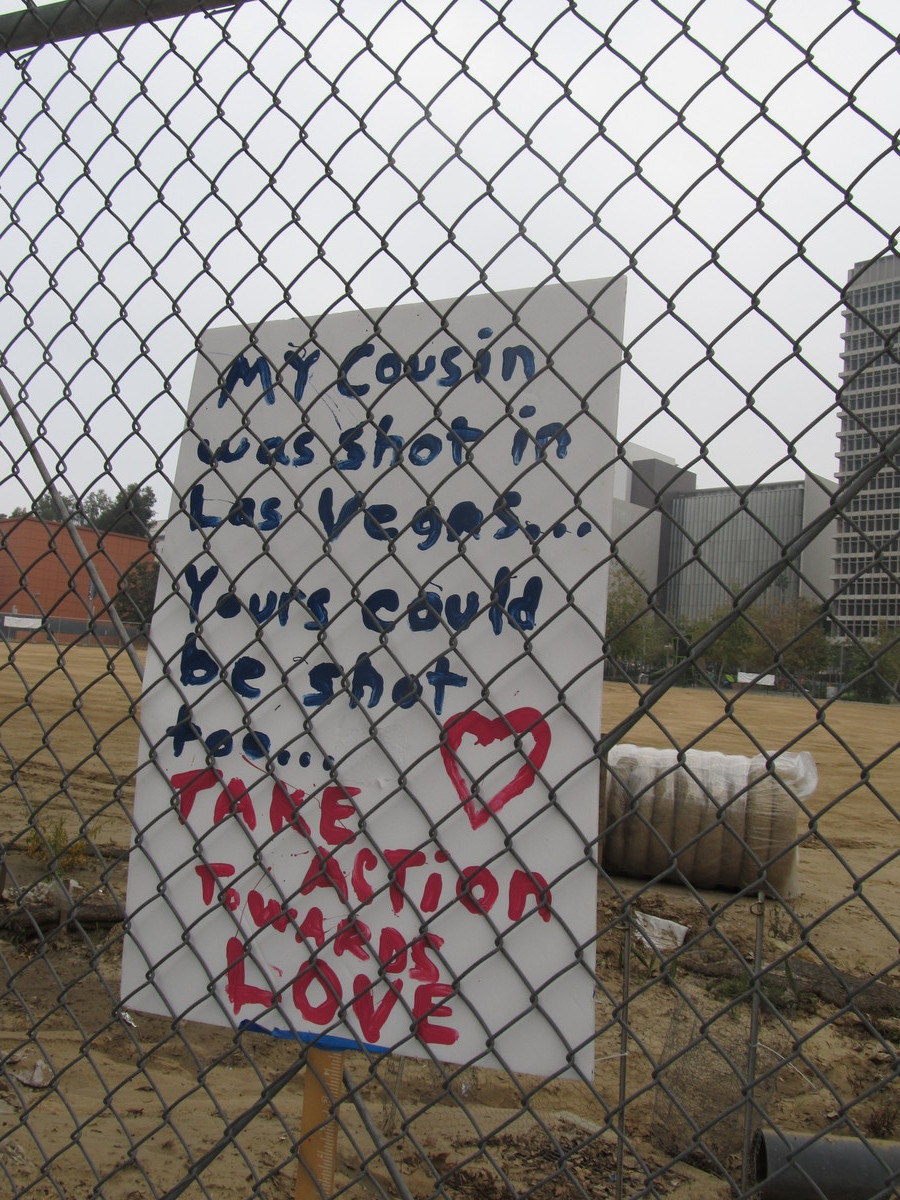 MY Cousin
was shot in
Las Vegas...
Yours could
be shot
too...
TAKE
ACTION
TOWARDS
LOVE